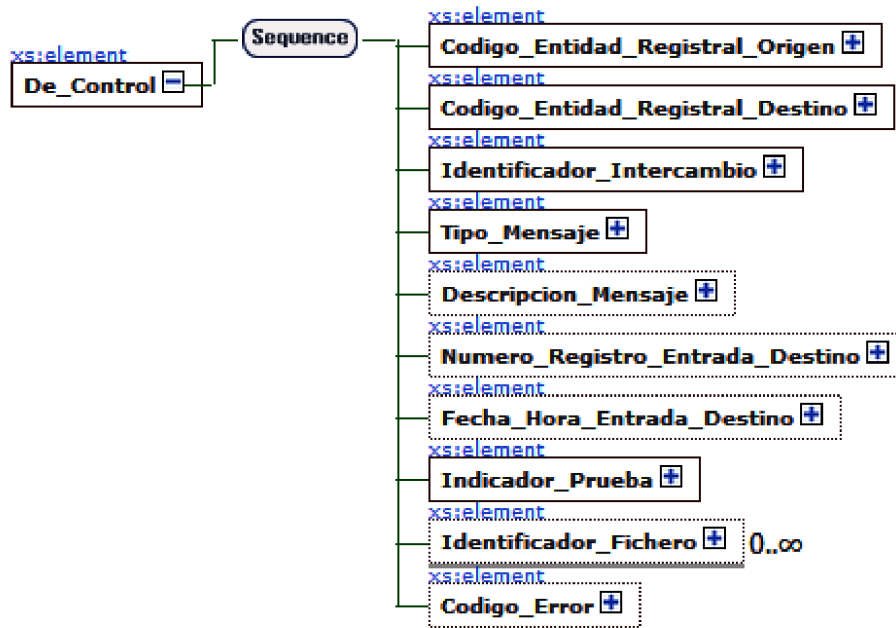 xs:element
De_Control
Sequence
xs:element
Codigo_Entidad_Registral_Origen
xs:element
Codigo_Entidad_Registral_Destino
xs:element
Identificador_Intercambio
xs:element
Tipo_Mensaje
xs:element
Descripcion_Mensaje
xs:element
Numero_Registro_Entrada_Destino
xs:element
Fecha_Hora_Entrada_Destino
xs:element
Indicador_Prueba
xs:element
Identificador_Fichero 0..∞
xs:element
Codigo_Error